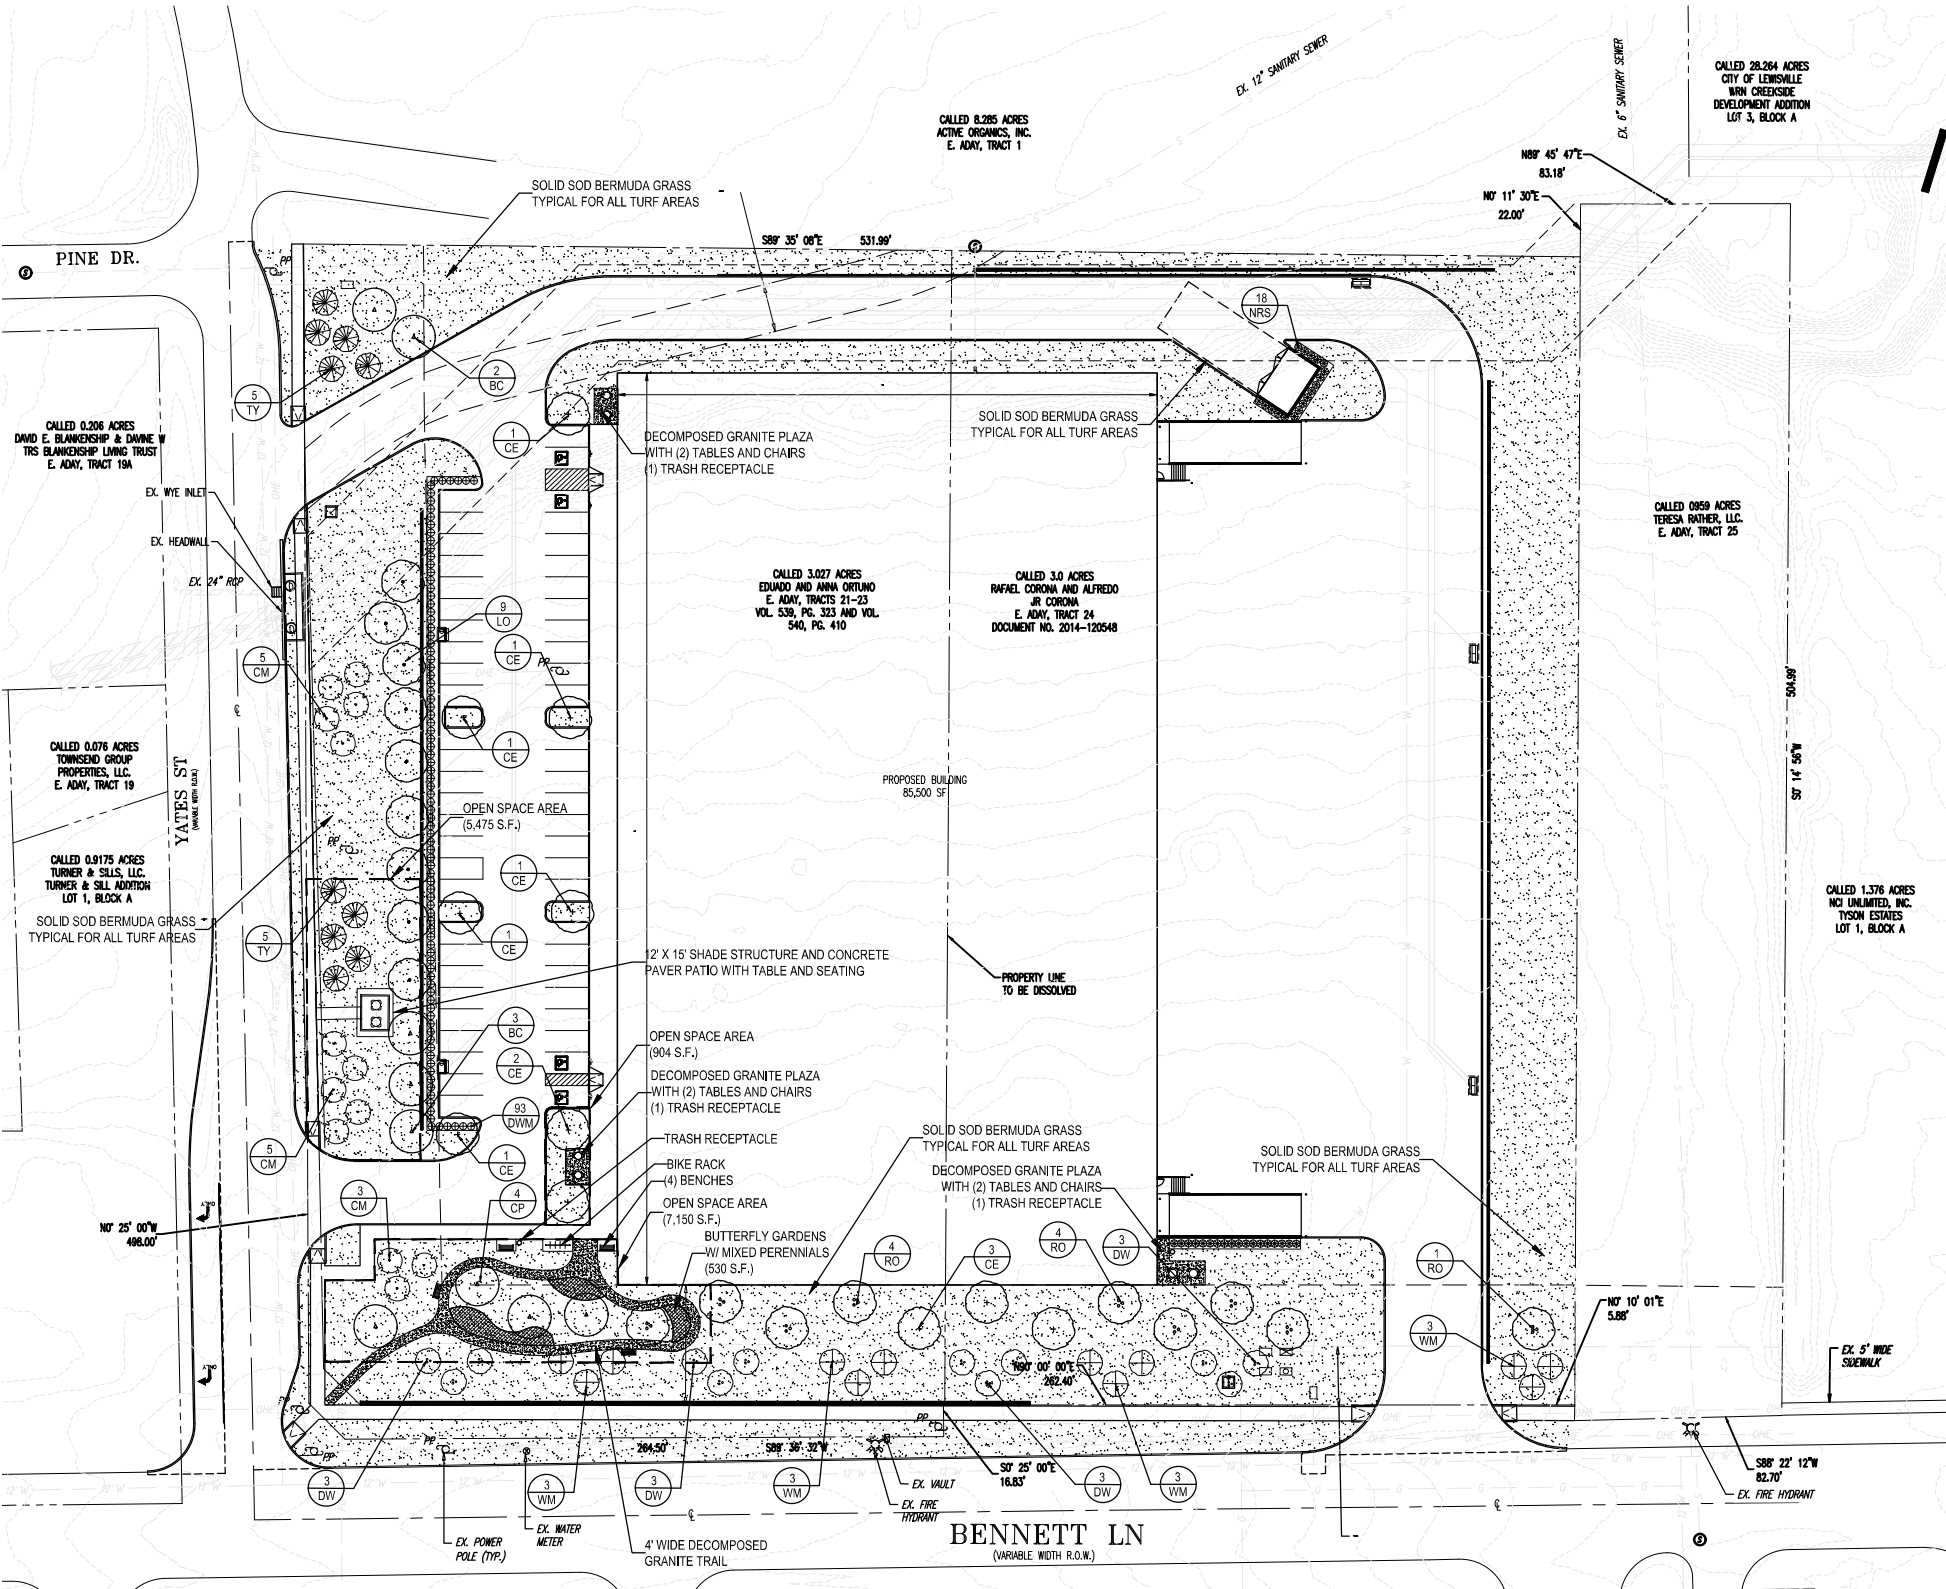 EX. 12" SANITARY SEWER
EX. 6" SANITARY SEWER
CALLED 28.264 ACRES
CITY OF LEWISVILLE
WRN CREEKSIDE
DEVELOPMENT ADDITION
LOT 3, BLOCK A
CALLED 8.285 ACRES
ACTIVE ORGANICS, INC.
E. ADAY, TRACT 1
N89° 45' 47"E
83.18'
N0° 11' 30"E
22.00'
SOLID SOD BERMUDA GRASS
TYPICAL FOR ALL TURF AREAS
S89° 35' 08"E 531.99'
PINE DR.
PP
18
NRS
2
BC
5
TY
1
CE
CALLED 0.206 ACRES
DAVID E. BLANKENSHIP & DAVINE W
TRS BLANKENSHIP LIVING TRUST
E. ADAY, TRACT 19A
DECOMPOSED GRANITE PLAZA
WITH (2) TABLES AND CHAIRS
(1) TRASH RECEPTACLE
SOLID SOD BERMUDA GRASS
TYPICAL FOR ALL TURF AREAS
EX. WYE INLET
EX. HEADWALL
EX. 24" RCP
CALLED 0959 ACRES
TERESA RATHER, LLC.
E. ADAY, TRACT 25
CALLED 3.027 ACRES
EDUADO AND ANNA ORTUNO
E. ADAY, TRACTS 21-23
VOL. 539, PG. 323 AND VOL.
540, PG. 410
CALLED 3.0 ACRES
RAFAEL CORONA AND ALFREDO
JR CORONA
E. ADAY, TRACT 24
DOCUMENT NO. 2014-120548
9
LO
1
CE
PP
5
CM
504.99'
S0° 14' 56"W
1
CE
CALLED 0.076 ACRES
TOWNSEND GROUP
PROPERTIES, LLC.
E. ADAY, TRACT 19
YATES ST
(VARIABLE WIDTH R.O.W.)
PROPOSED BUILDING
85,500 SF
OPEN SPACE AREA
(5,475 S.F.)
PP
CALLED 0.9175 ACRES
TURNER & SILLS, LLC.
TURNER & SILL ADDITION
LOT 1, BLOCK A
1
CE
CALLED 1.376 ACRES
NCI UNLIMITED, INC.
TYSON ESTATES
LOT 1, BLOCK A
SOLID SOD BERMUDA GRASS
TYPICAL FOR ALL TURF AREAS
5
TY
1
CE
12' X 15' SHADE STRUCTURE AND CONCRETE
PAVER PATIO WITH TABLE AND SEATING
PROPERTY LINE
TO BE DISSOLVED
3
BC
2
CE
OPEN SPACE AREA
(904 S.F.)
DECOMPOSED GRANITE PLAZA
WITH (2) TABLES AND CHAIRS
(1) TRASH RECEPTACLE
93
DWM
5
CM
1
CE
TRASH RECEPTACLE
BIKE RACK
(4) BENCHES
SOLID SOD BERMUDA GRASS
TYPICAL FOR ALL TURF AREAS
DECOMPOSED GRANITE PLAZA
WITH (2) TABLES AND CHAIRS
(1) TRASH RECEPTACLE
SOLID SOD BERMUDA GRASS
TYPICAL FOR ALL TURF AREAS
3
CM
4
CP
OPEN SPACE AREA
(7,150 S.F.)
BUTTERFLY GARDENS
W/ MIXED PERENNIALS
(530 S.F.)
N0° 25' 00"W
498.00'
ONLY
4
RO
3
CE
4
RO
3
DW
1
RO
N0° 10' 01"E
5.88'
3
WM
EX. 5' WIDE
SIDEWALK
N90° 00' 00"E
262.40'
ONLY
PP
PP
PP
PP
264.50'
S89° 36' 32"W
S0° 25' 00"E
16.83'
S88° 22' 12"W
82.70'
EX. FIRE HYDRANT
3
DW
3
WM
3
DW
3
WM
EX. VAULT
EX. FIRE
HYDRANT
3
DW
3
WM
EX. POWER
POLE (TYP.)
EX. WATER
METER
4' WIDE DECOMPOSED
GRANITE TRAIL
BENNETT LN
(VARIABLE WIDTH R.O.W.)